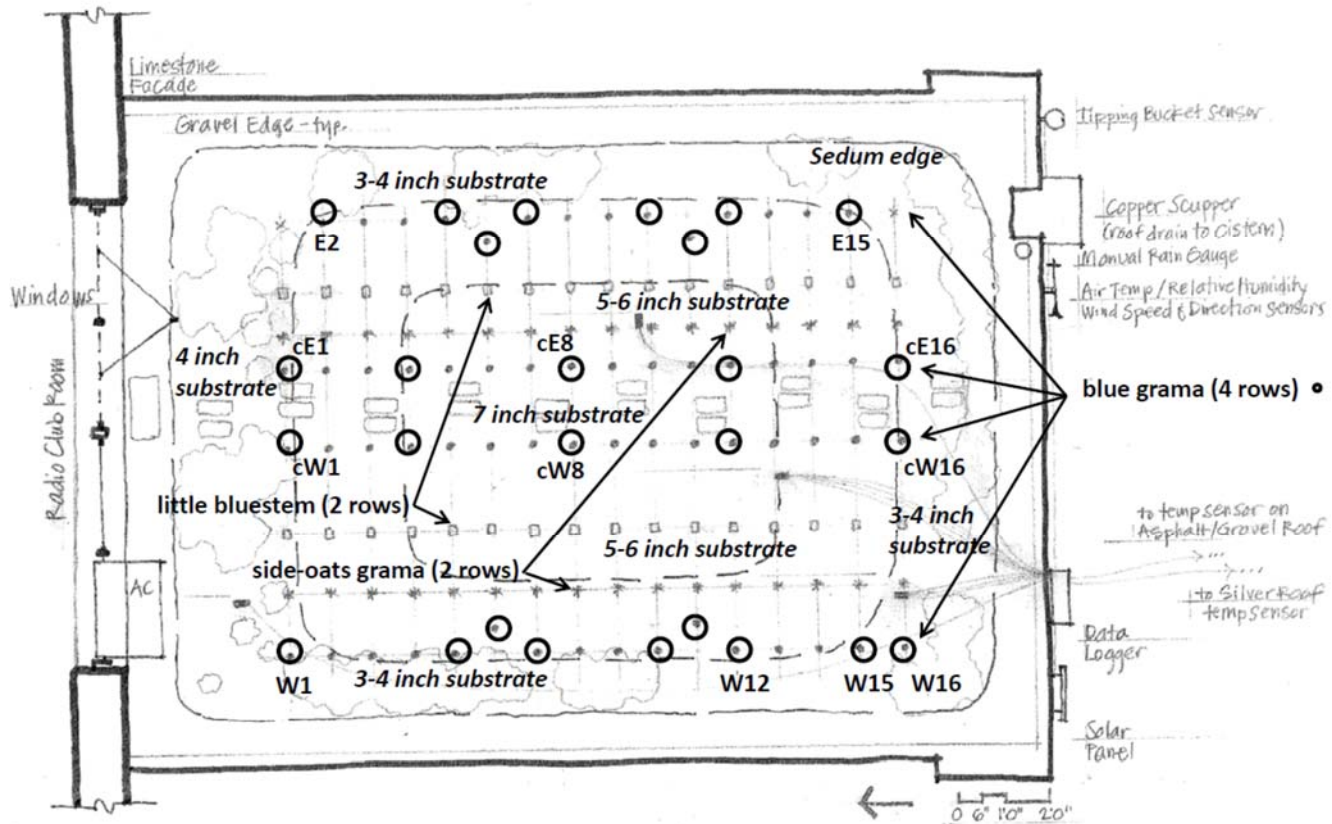 Limestone
Facade
Gravel Edge-typ.
Sedum edge
Tipping Bucket Sensor
3-4 inch substrate
E2
E15
Copper Scupper
(roof drain to Cistern)
Manual Rain Gauge
Air Temp/Relative Humidity
Wind Speed & Direction Sensors
Windows
5-6 inch substrate
4 inch
substrate
cE1
cE8
cE16
blue grama (4 rows)
7 inch substrate
Radio Club Room
cW1
cW8
cW16
little bluestem (2 rows)
3-4 inch
substrate
to temp sensor on
Asphalt/Gravel Roof
5-6 inch substrate
side-oats grama (2 rows)
AC
to Silver Roof
temp Sensor
Data
Logger
W1
3-4 inch substrate
W12
W15
W16
Solar
Panel
0 6" 1'0" 2'0"